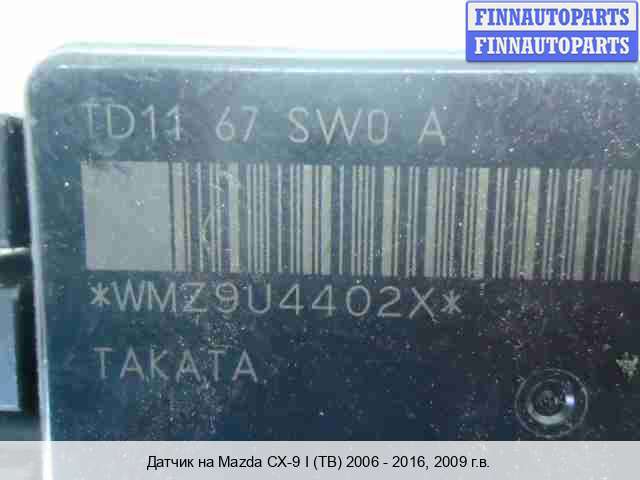 FINNAUTOPARTS
FINNAUTOPARTS
TD11 67 SW0 A
*WMZ9U4402X*
TAKATA
Датчик на Mazda CX-9 I (TB) 2006 - 2016, 2009 г.в.